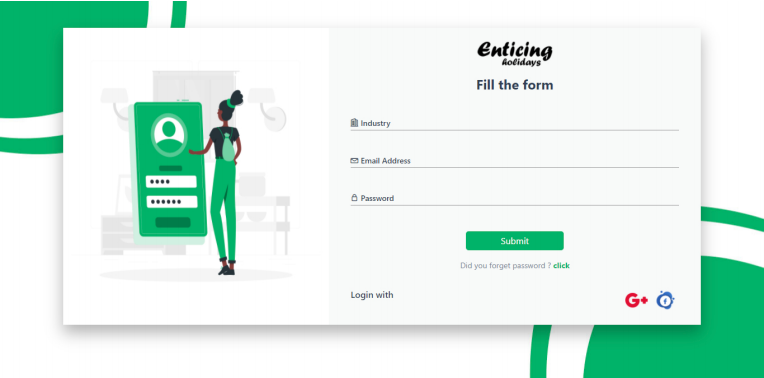 Enticing
holidays
Fill the form
Industry
Email Address
Password
Submit
Did you forget password ? click
Login with
G+